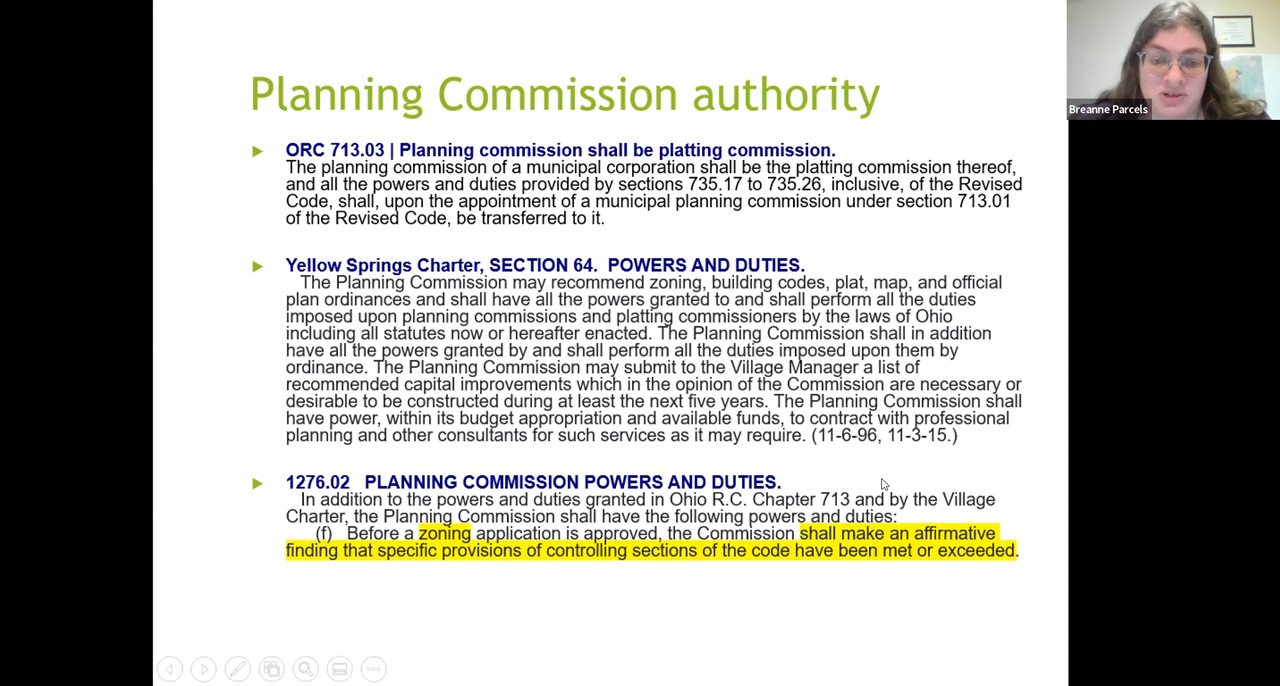 Planning Commission authority
ORC 713.03 | Planning commission shall be platting commission.
The planning commission of a municipal corporation shall be the platting commission thereof,
and all the powers and duties provided by sections 735.17 to 735.26, inclusive, of the Revised
Code, shall, upon the appointment of a municipal planning commission under section 713.01
of the Revised Code, be transferred to it.
Yellow Springs Charter, SECTION 64. POWERS AND DUTIES.
The Planning Commission may recommend zoning, building codes, plat, map, and official
plan ordinances and shall have all the powers granted to and shall perform all the duties
imposed upon planning commissions and platting commissioners by the laws of Ohio
including all statutes now or hereafter enacted. The Planning Commission shall in addition
have all the powers granted by and shall perform all the duties imposed upon them by
ordinance. The Planning Commission may submit to the Village Manager a list of
recommended capital improvements which in the opinion of the Commission are necessary or
desirable to be constructed during at least the next five years. The Planning Commission shall
have power, within its budget appropriation and available funds, to contract with professional
planning and other consultants for such services as it may require. (11-6-96, 11-3-15.)
1276.02 PLANNING COMMISSION POWERS AND DUTIES.
In addition to the powers and duties granted in Ohio R.C. Chapter 713 and by the Village
Charter, the Planning Commission shall have the following powers and duties:
(f) Before a zoning application is approved, the Commission shall make an affirmative
finding that specific provisions of controlling sections of the code have been met or exceeded.
Breanne Parcels